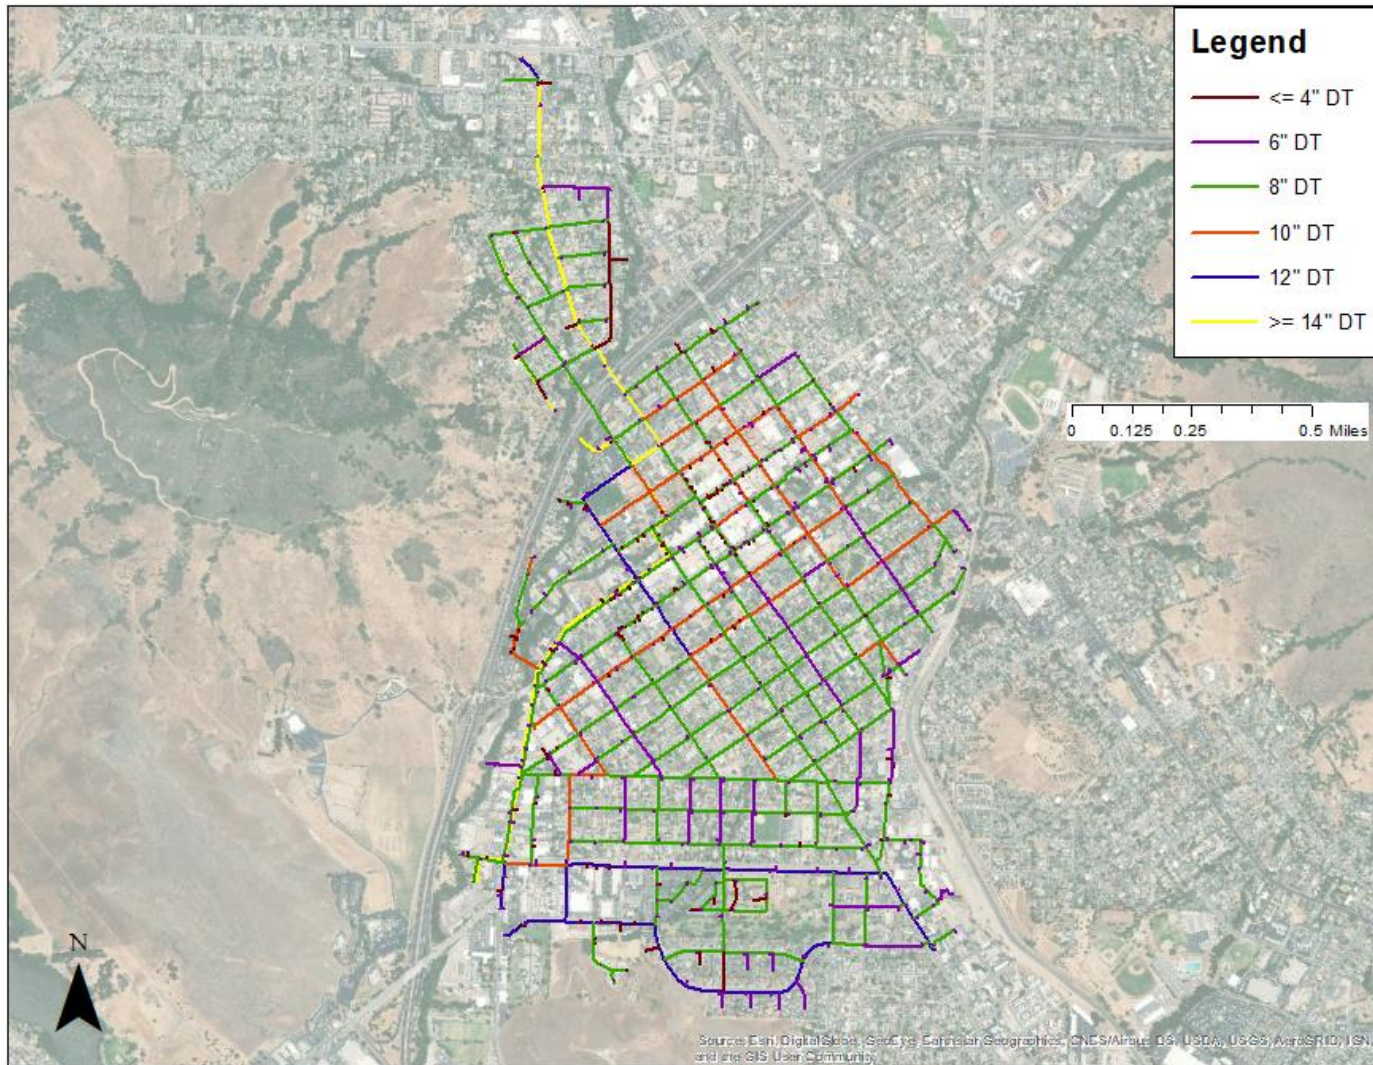 Legend
<= 4" DT
6" DT
8" DT
10" DT
12" DT
>= 14" DT
0 0.125 0.25 0.5 Miles
N
Source: Esri, DigitalGlobe, GeoEye, Earthstar Geographics, CNES/Airbus DS, USDA, USGS, AeroGRID, IGN,
and the GIS User Community